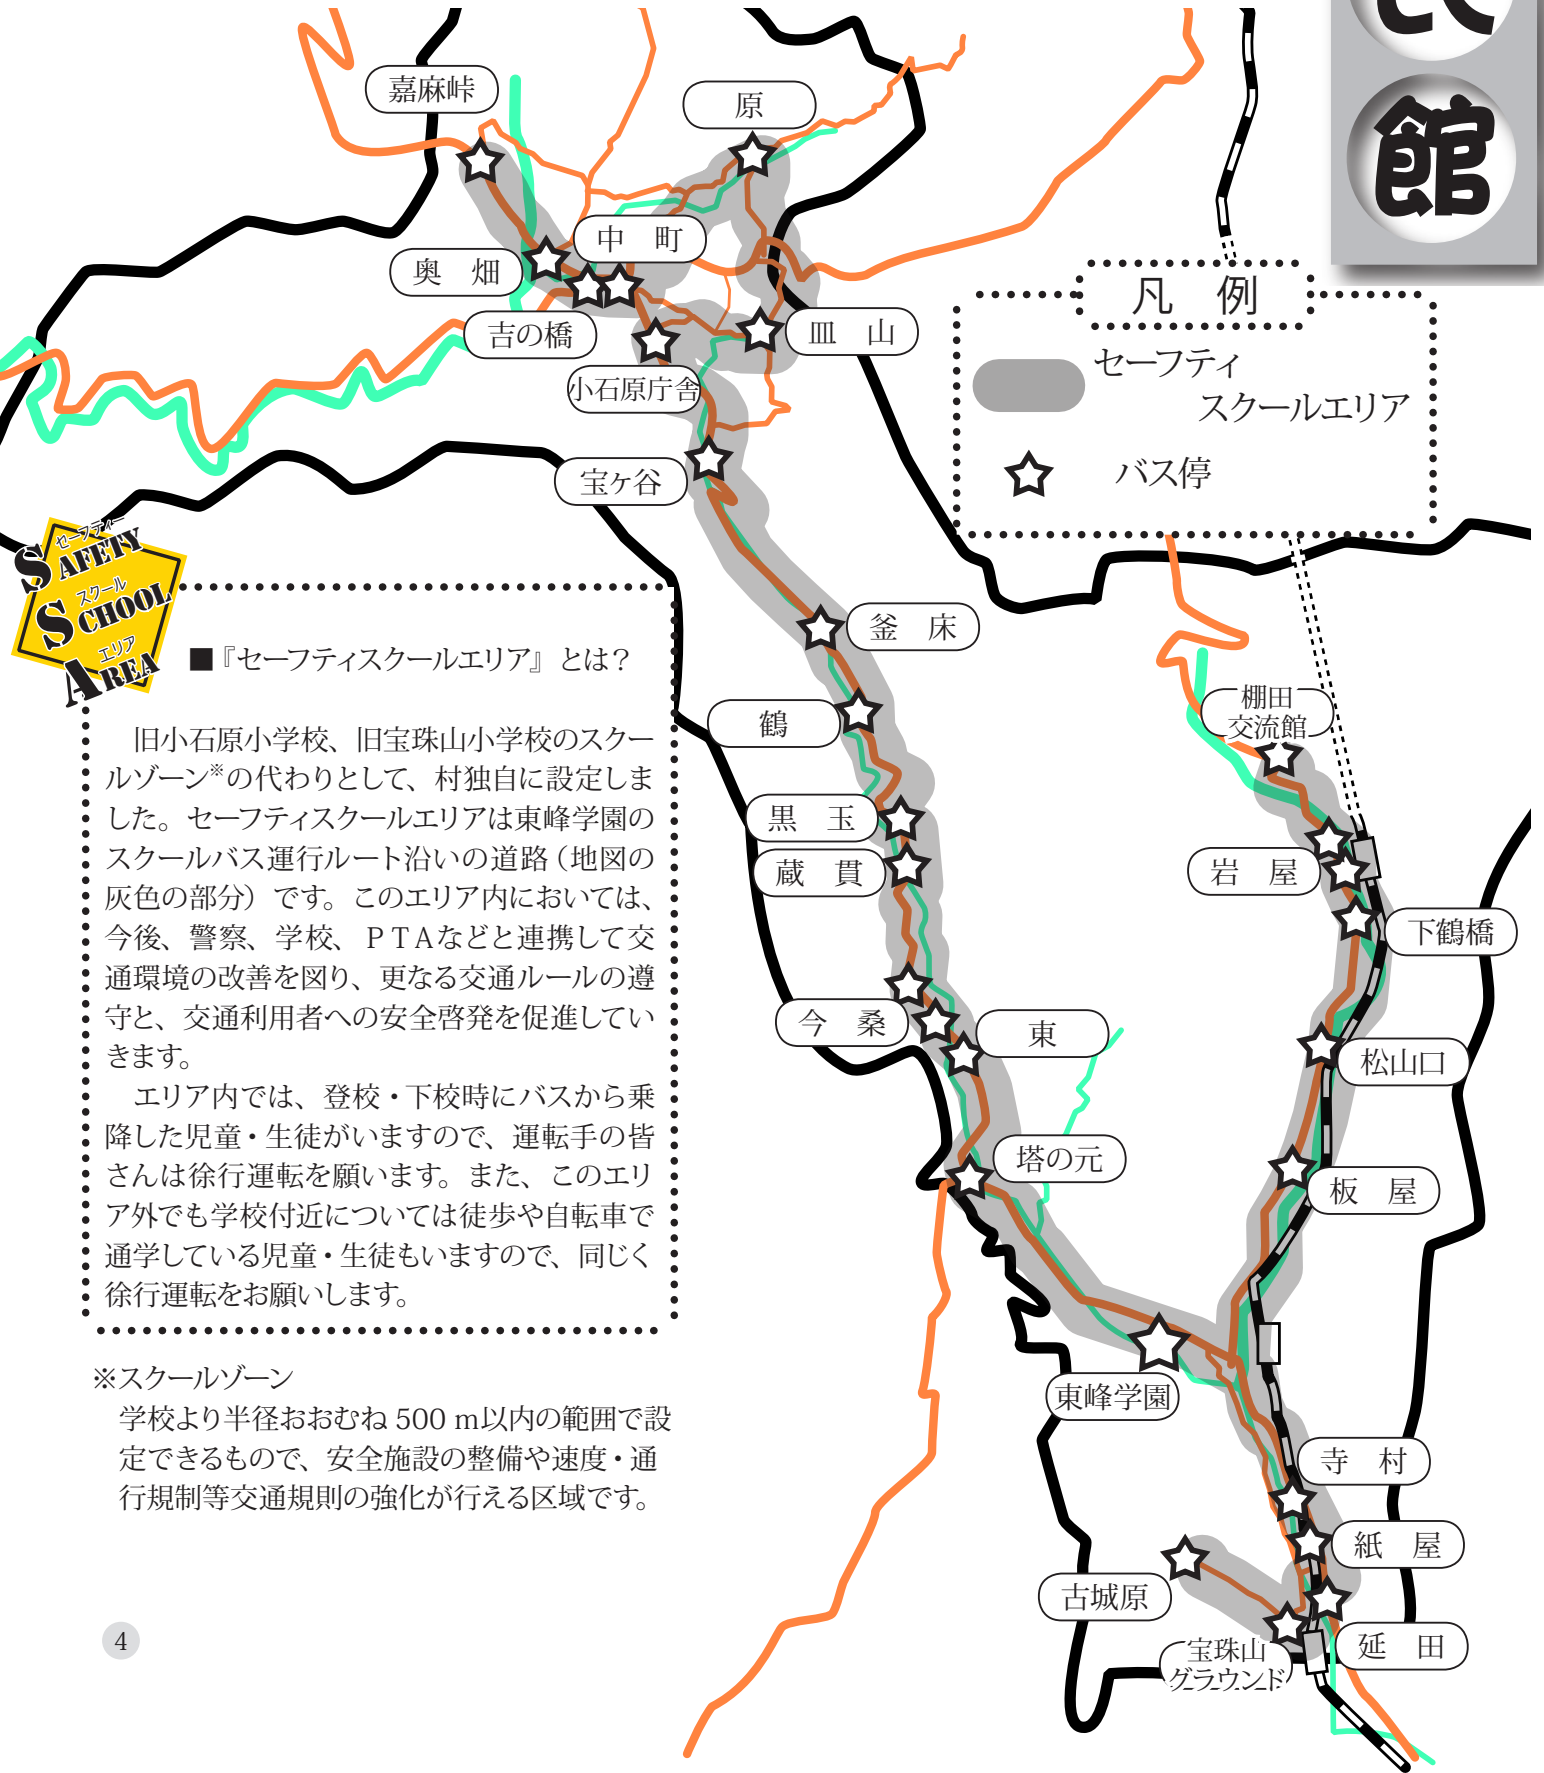 館
嘉麻峠
原
中　町
奥　畑
吉の橋
皿　山
小石原庁舎
宝ヶ谷
凡　例
セーフティ
スクールエリア
バス停
セーフティー
SAFETY
スクール
SCHOOL
エリア
AREA
■『セーフティスクールエリア』とは？
旧小石原小学校、旧宝珠山小学校のスクー
ルゾーン※の代わりとして、村独自に設定しま
した。セーフティスクールエリアは東峰学園の
スクールバス運行ルート沿いの道路（地図の
灰色の部分）です。このエリア内においては、
今後、警察、学校、ＰＴＡなどと連携して交
通環境の改善を図り、更なる交通ルールの遵
守と、交通利用者への安全啓発を促進してい
きます。
エリア内では、登校・下校時にバスから乗
降した児童・生徒がいますので、運転手の皆
さんは徐行運転を願います。また、このエリ
ア外でも学校付近については徒歩や自転車で
通学している児童・生徒もいますので、同じく
徐行運転をお願いします。
※スクールゾーン
学校より半径おおむね 500 ｍ以内の範囲で設
定できるもので、安全施設の整備や速度・通
行規制等交通規則の強化が行える区域です。
釜　床
鶴
黒　玉
蔵　貫
今　桑
東
塔の元
東峰学園
棚田
交流館
岩　屋
下鶴橋
松山口
板　屋
寺　村
紙　屋
古城原
延　田
宝珠山
グラウンド
4